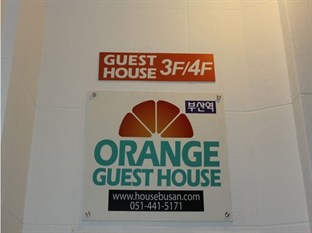 GUEST
HOUSE 3F/4F
부산역
ORANGE
GUEST HOUSE
www.housebusan.com
051-441-5171